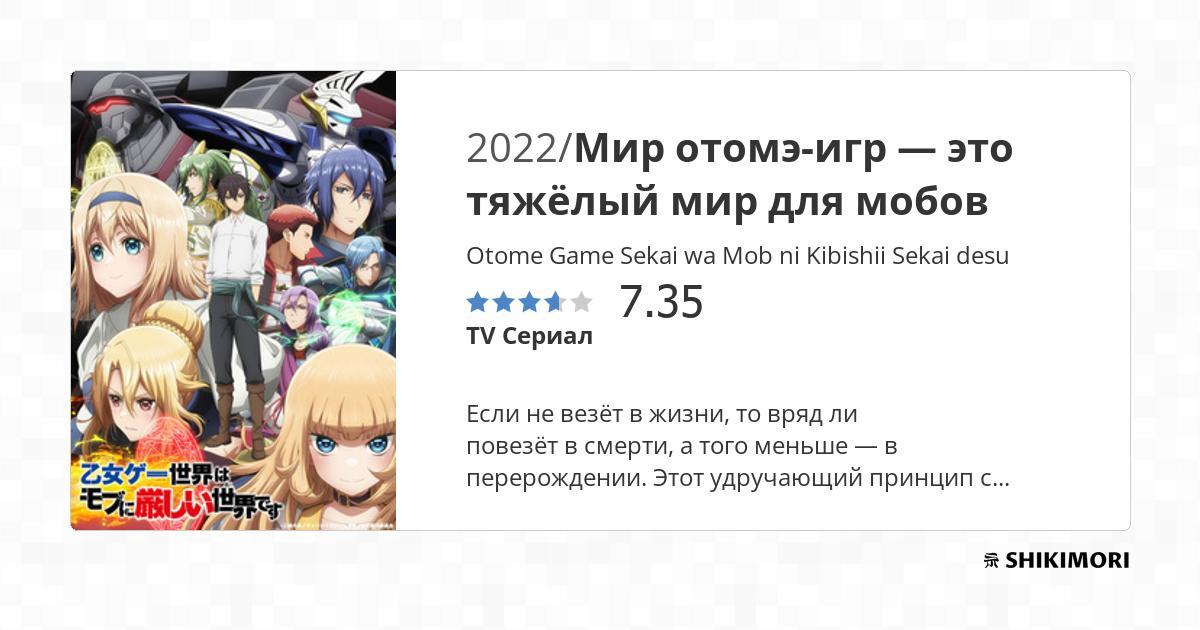 2022/Мир отомэ-игр — это
тяжёлый мир для мобов
Otome Game Sekai wa Mob ni Kibishii Sekai desu
7.35
TV Сериал
Если не везёт в жизни, то вряд ли
повезёт в смерти, а того меньше — в
перерождении. Этот удручающий принцип с...
乙女ゲー世界は
モブに厳しい世界です
SHIKIMORI